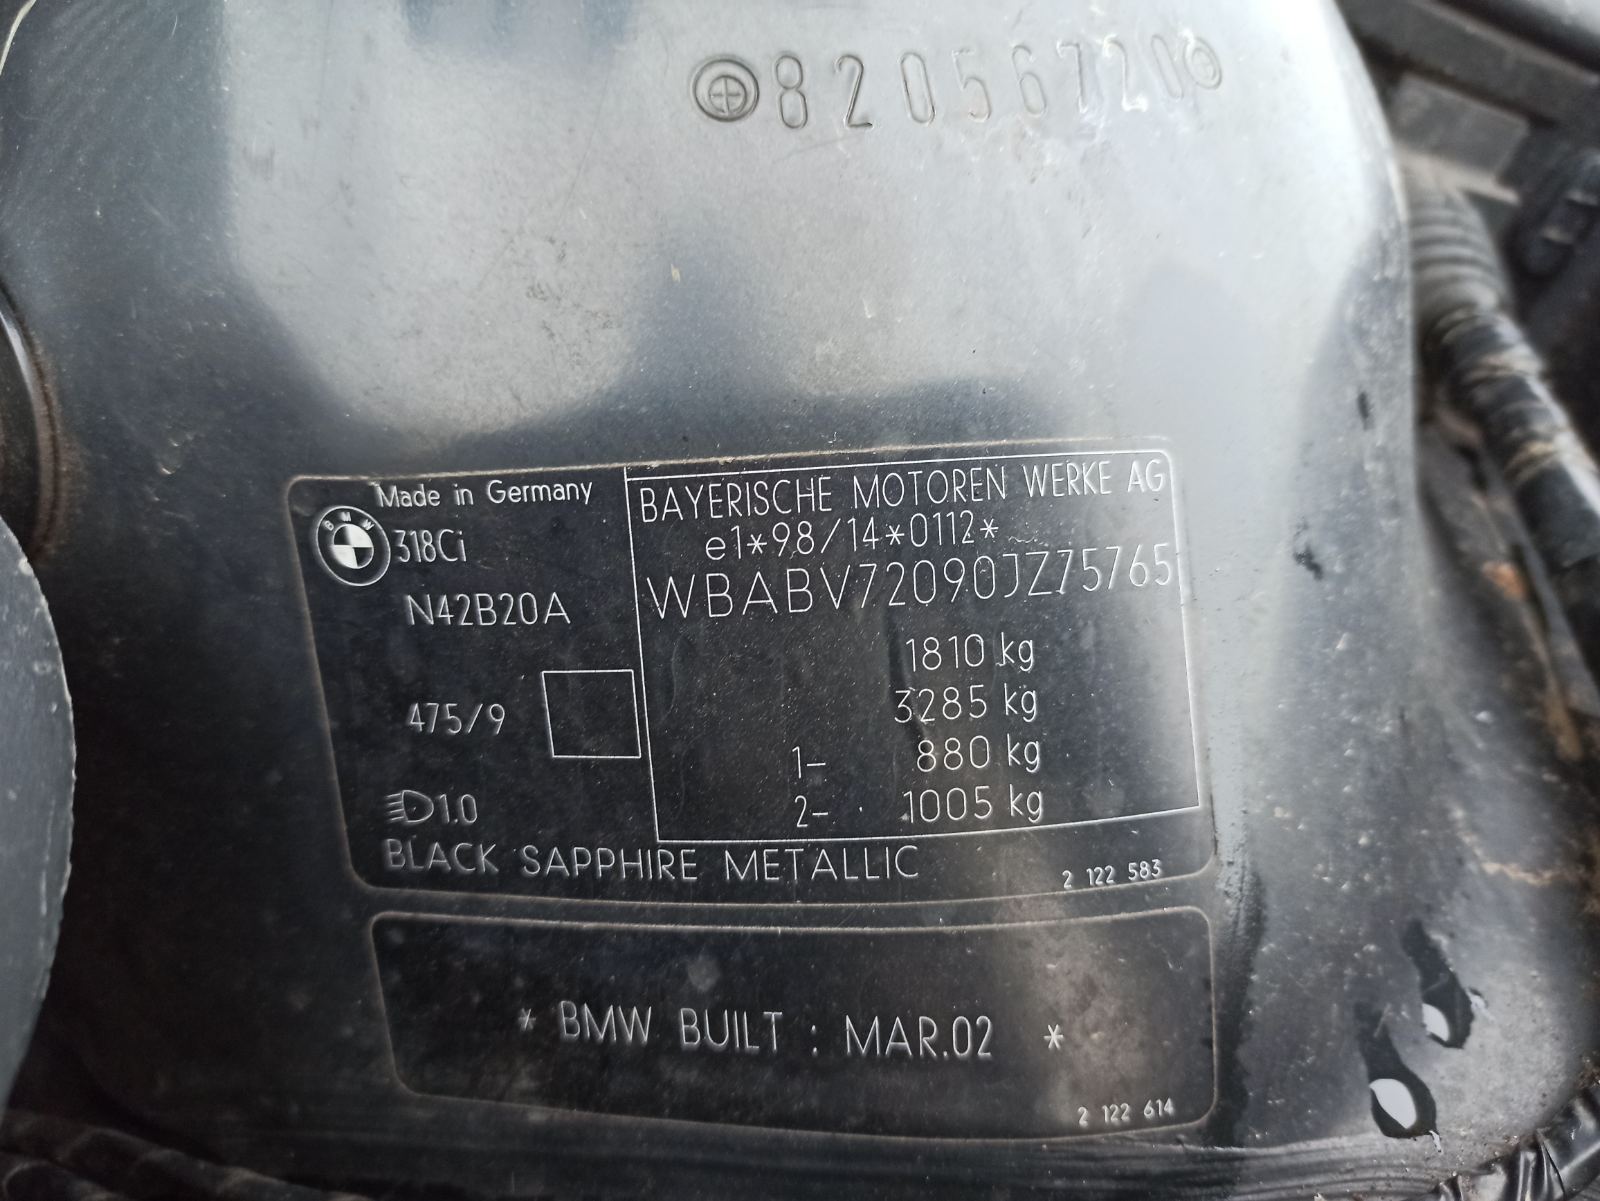 820567201
Made in Germany
BMW
318Ci
N42B20A
475/9
1.0
BLACK SAPPHIRE METALLIC
BAYERISCHE MOTOREN WERKE AG
e1*98/14*0112*
WBABV72090JZ75765
1810 kg
3285 kg
1- 880 kg
2- 1005 kg
2 122 583
* BMW BUILT : MAR.02 *
2 122 614